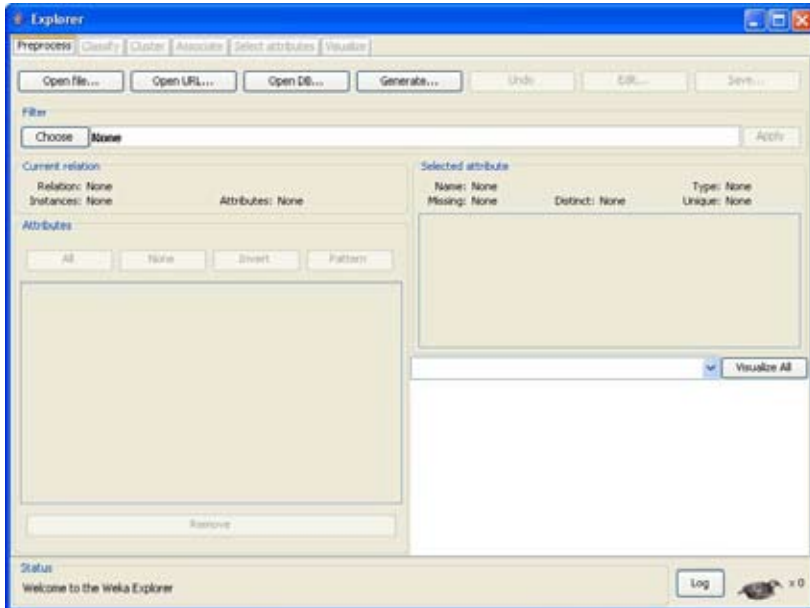 Explorer
Preprocess Classify Cluster Associate Select attributes Visualize
Open file... Open URL... Open DB... Generate... Undo Edit... Save...
Filter
Choose None Apply
Current relation
Relation: None
Instances: None Attributes: None
Selected attribute
Name: None Type: None
Missing: None Distinct: None Unique: None
Attributes
All None Invert Pattern
Visualize All
Remove
Status
Welcome to the Weka Explorer
Log x 0